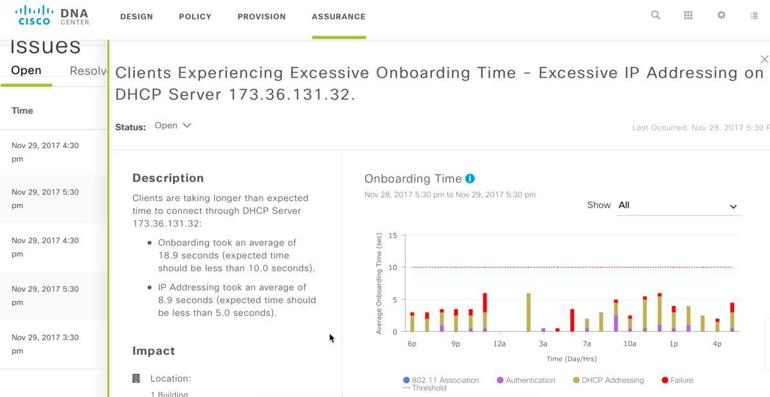 CISCO DNA CENTER
DESIGN POLICY PROVISION ASSURANCE
Issues
Open
Resolv
Time
Nov 29, 2017 4:30
pm
Nov 29, 2017 5:30
pm
Nov 29, 2017 4:30
pm
Nov 29, 2017 5:30
pm
Nov 29, 2017 3:30
pm
Clients Experiencing Excessive Onboarding Time - Excessive IP Addressing on
DHCP Server 173.36.131.32.
Status: Open
Last Occurred: Nov 29, 2017 5:30 P
Description
Clients are taking longer than expected
time to connect through DHCP Server
173.36.131.32:
• Onboarding took an average of
18.9 seconds (expected time
should be less than 10.0 seconds).
• IP Addressing took an average of
8.9 seconds (expected time should
be less than 5.0 seconds).
Impact
Location:
1 Building
Onboarding Time
Nov 28, 2017 5:30 pm to Nov 29, 2017 5:30 pm
Show All
Average Onboarding Time (sec)
15
10
5
0
6p 9p 12a 3a 7a 10a 1p 4p
Time (Day/Hrs)
802.11 Association Authentication DHCP Addressing Failure
Threshold